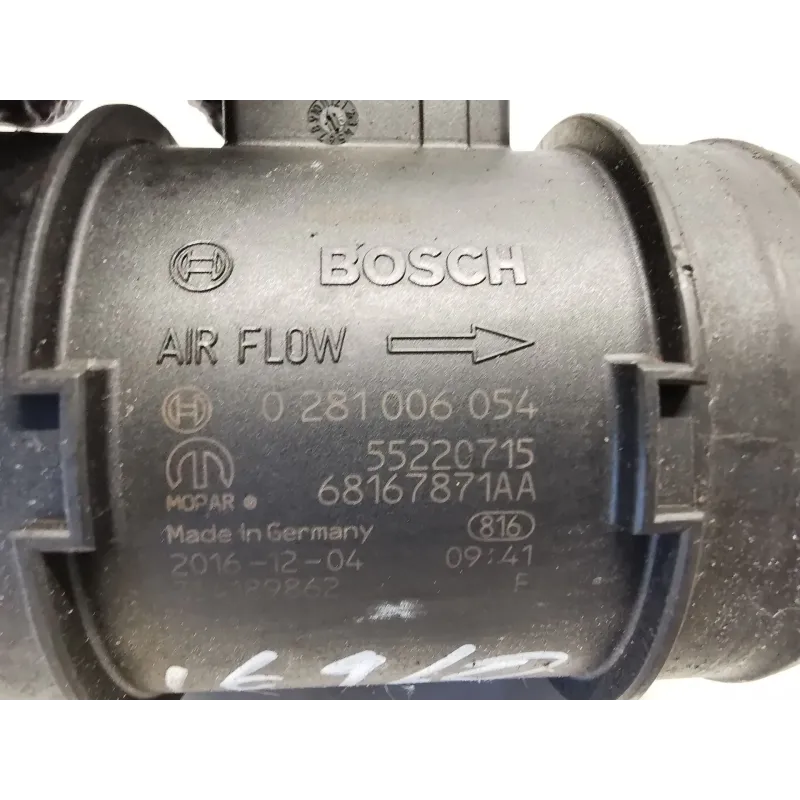 BOSCH
AIR FLOW
0 281 006 054
55220715
MOPAR ® 68167871AA
Made in Germany 816
2016-12-04 09:41
E